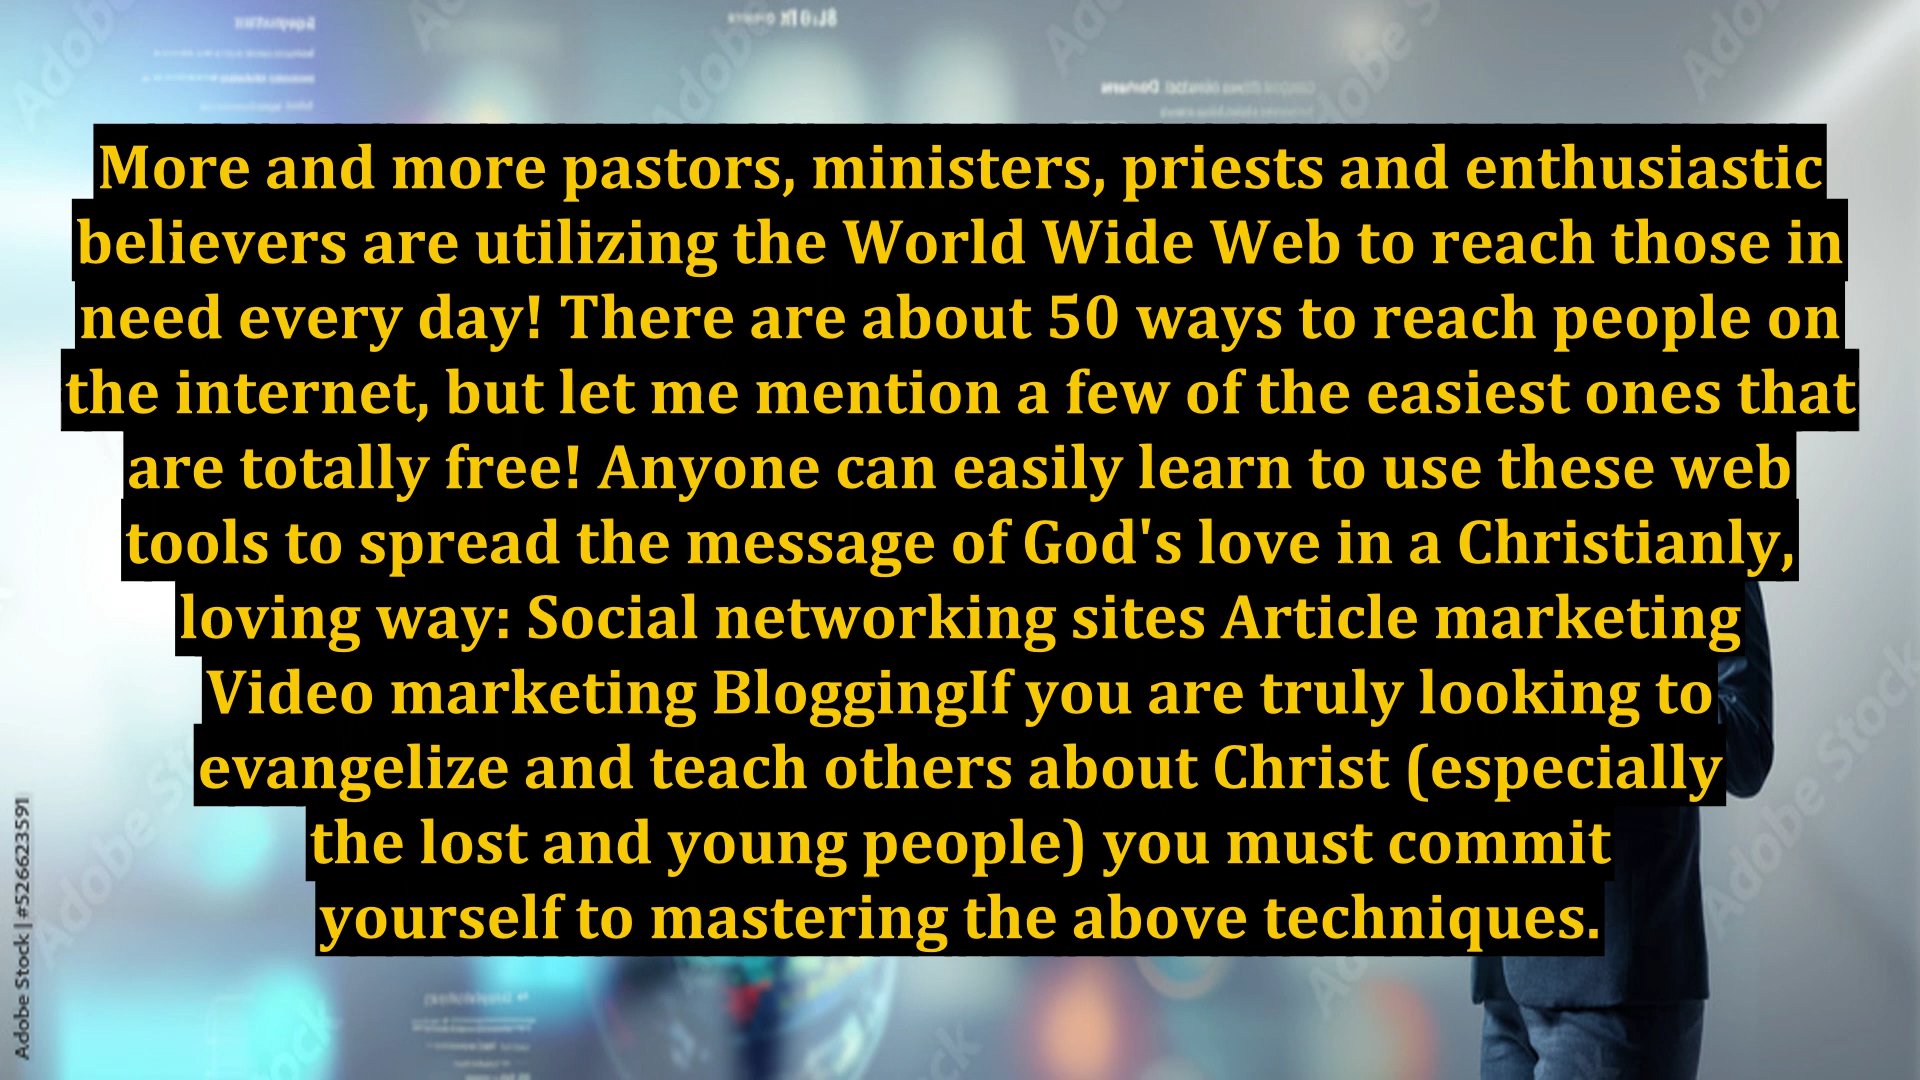 More and more pastors, ministers, priests and enthusiastic
believers are utilizing the World Wide Web to reach those in
need every day! There are about 50 ways to reach people on
the internet, but let me mention a few of the easiest ones that
are totally free! Anyone can easily learn to use these web
tools to spread the message of God's love in a Christianly,
loving way: Social networking sites Article marketing
Video marketing BloggingIf you are truly looking to
evangelize and teach others about Christ (especially
the lost and young people) you must commit
yourself to mastering the above techniques.
Adobe Stock | #526623591